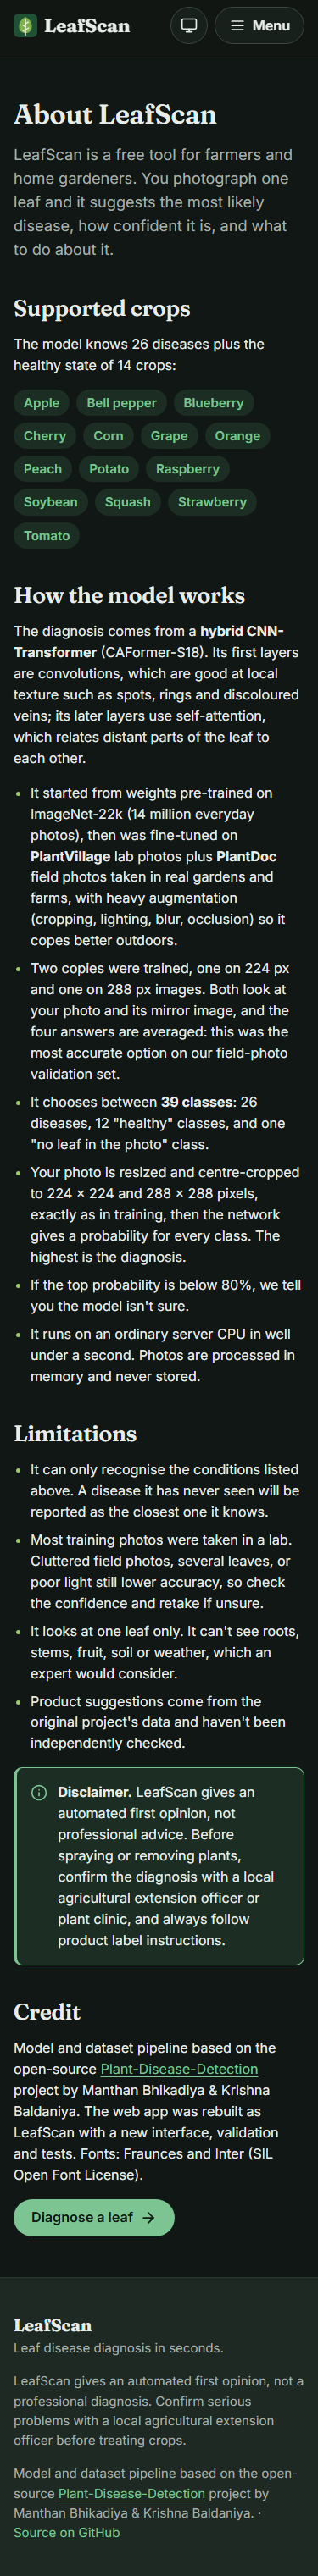 LeafScan
Menu
About LeafScan
LeafScan is a free tool for farmers and
home gardeners. You photograph one
leaf and it suggests the most likely
disease, how confident it is, and what
to do about it.
Supported crops
The model knows 26 diseases plus the
healthy state of 14 crops:
Apple Bell pepper Blueberry
Cherry Corn Grape Orange
Peach Potato Raspberry
Soybean Squash Strawberry
Tomato
How the model works
The diagnosis comes from a hybrid CNN-
Transformer (CAFormer-S18). Its first layers
are convolutions, which are good at local
texture such as spots, rings and discoloured
veins; its later layers use self-attention,
which relates distant parts of the leaf to
each other.
• It started from weights pre-trained on
ImageNet-22k (14 million everyday
photos), then was fine-tuned on
PlantVillage lab photos plus PlantDoc
field photos taken in real gardens and
farms, with heavy augmentation
(cropping, lighting, blur, occlusion) so it
copes better outdoors.
• Two copies were trained, one on 224 px
and one on 288 px images. Both look at
your photo and its mirror image, and the
four answers are averaged: this was the
most accurate option on our field-photo
validation set.
• It chooses between 39 classes: 26
diseases, 12 "healthy" classes, and one
"no leaf in the photo" class.
• Your photo is resized and centre-cropped
to 224 × 224 and 288 × 288 pixels,
exactly as in training, then the network
gives a probability for every class. The
highest is the diagnosis.
• If the top probability is below 80%, we tell
you the model isn't sure.
• It runs on an ordinary server CPU in well
under a second. Photos are processed in
memory and never stored.
Limitations
• It can only recognise the conditions listed
above. A disease it has never seen will be
reported as the closest one it knows.
• Most training photos were taken in a lab.
Cluttered field photos, several leaves, or
poor light still lower accuracy, so check
the confidence and retake if unsure.
• It looks at one leaf only. It can't see roots,
stems, fruit, soil or weather, which an
expert would consider.
• Product suggestions come from the
original project's data and haven't been
independently checked.
Disclaimer. LeafScan gives an
automated first opinion, not
professional advice. Before
spraying or removing plants,
confirm the diagnosis with a local
agricultural extension officer or
plant clinic, and always follow
product label instructions.
Credit
Model and dataset pipeline based on the
open-source Plant-Disease-Detection
project by Manthan Bhikadiya & Krishna
Baldaniya. The web app was rebuilt as
LeafScan with a new interface, validation
and tests. Fonts: Fraunces and Inter (SIL
Open Font License).
Diagnose a leaf →
LeafScan
Leaf disease diagnosis in seconds.
LeafScan gives an automated first opinion, not a
professional diagnosis. Confirm serious
problems with a local agricultural extension
officer before treating crops.
Model and dataset pipeline based on the open-
source Plant-Disease-Detection project by
Manthan Bhikadiya & Krishna Baldaniya. ·
Source on GitHub